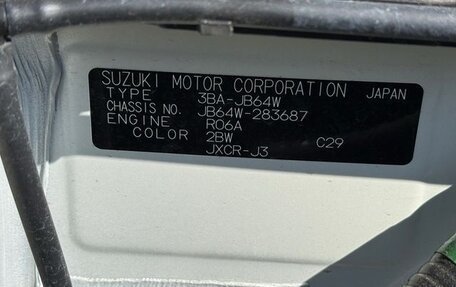 SUZUKI MOTOR CORPORATION JAPAN
TYPE 3BA-JB64W
CHASSIS NO. JB64W-283687
ENGINE R06A
COLOR 2BW C29
JXCR-J3